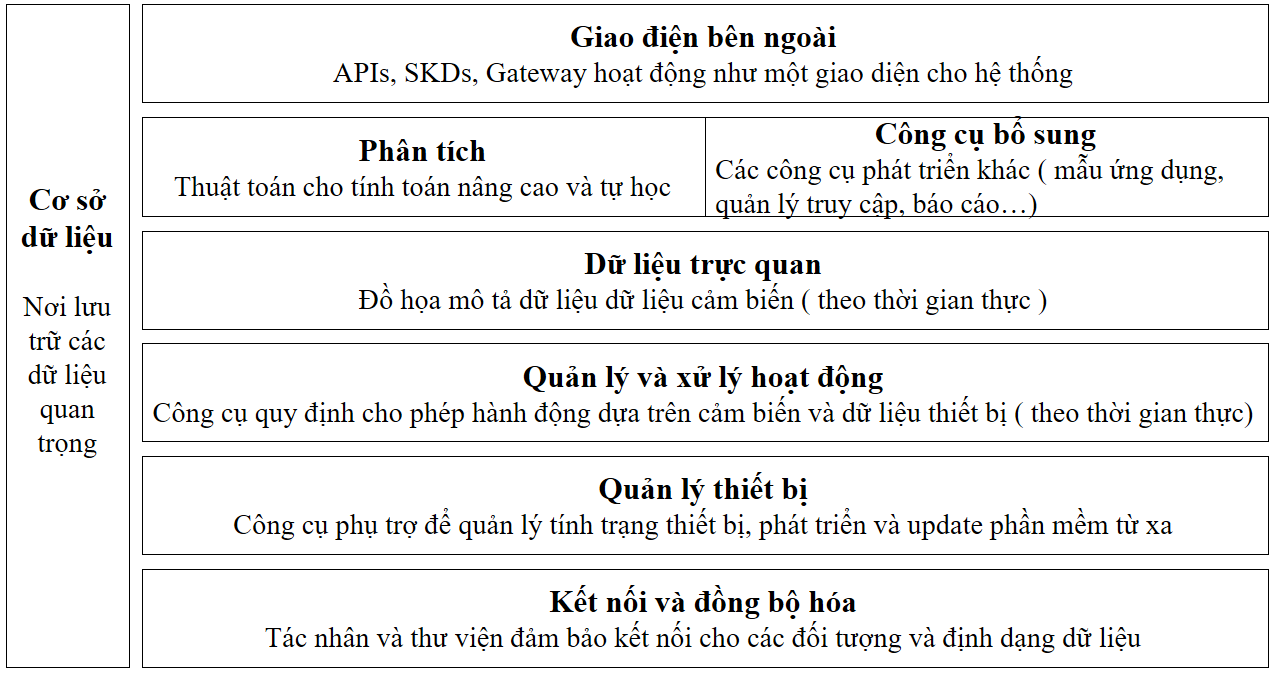 Cơ sở
dữ liệu
Nơi lưu
trữ các
dữ liệu
quan
trọng
Giao điện bên ngoài
APIs, SKDs, Gateway hoạt động như một giao diện cho hệ thống
Phân tích
Thuật toán cho tính toán nâng cao và tự học
Công cụ bổ sung
Các công cụ phát triển khác ( mẫu ứng dụng,
quản lý truy cập, báo cáo…)
Dữ liệu trực quan
Đồ họa mô tả dữ liệu dữ liệu cảm biến ( theo thời gian thực )
Quản lý và xử lý hoạt động
Công cụ quy định cho phép hành động dựa trên cảm biến và dữ liệu thiết bị ( theo thời gian thực)
Quản lý thiết bị
Công cụ phụ trợ để quản lý tính trạng thiết bị, phát triển và update phần mềm từ xa
Kết nối và đồng bộ hóa
Tác nhân và thư viện đảm bảo kết nối cho các đối tượng và định dạng dữ liệu